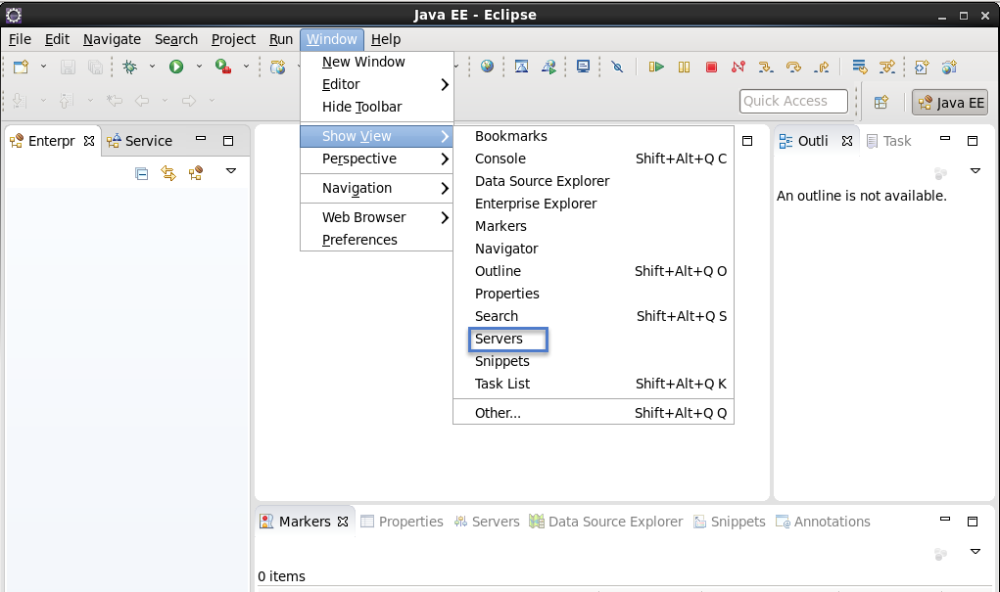 Java EE - Eclipse
File Edit Navigate Search Project Run Window Help
New Window
Editor
Hide Toolbar
Show View
Perspective
Navigation
Web Browser
Preferences
Bookmarks
Console Shift+Alt+Q C
Data Source Explorer
Enterprise Explorer
Markers
Navigator
Outline Shift+Alt+Q O
Properties
Search Shift+Alt+Q S
Servers
Snippets
Task List Shift+Alt+Q K
Other... Shift+Alt+Q Q
Quick Access
Java EE
Enterpr Service
Outli Task
An outline is not available.
Markers Properties Servers Data Source Explorer Snippets Annotations
0 items